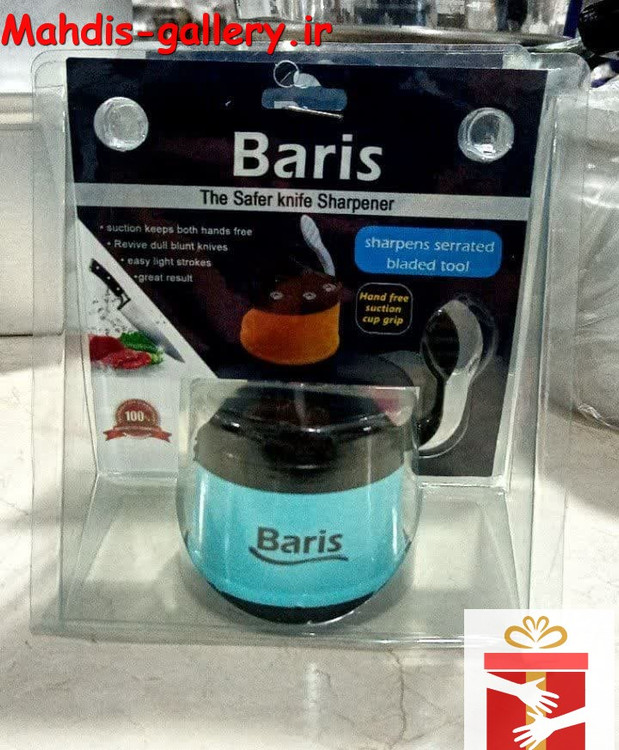 Mahdis-gallery.ir
Baris
The Safer knife Sharpener
• suction keeps both hands free
• Revive dull blunt knives
• easy light strokes
•great result
sharpens serrated
bladed tool
Hand free
suction
cup grip
100%
Baris